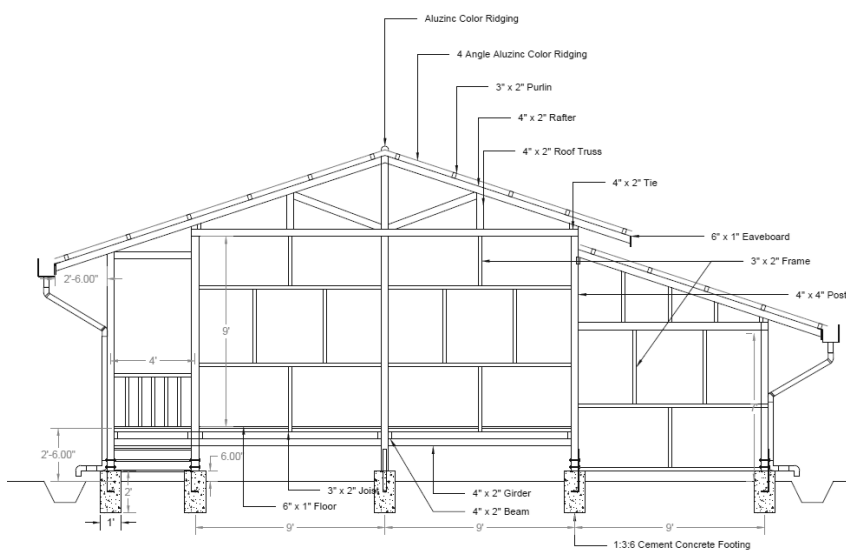 Aluzinc Color Ridging
4 Angle Aluzinc Color Ridging
3" x 2" Purlin
4" x 2" Rafter
4" x 2" Roof Truss
4" x 2" Tie
6" x 1" Eaveboard
3" x 2" Frame
4" x 4" Post
2'-6.00"
9'
4'
2'-6.00"
6.00"
2'
1'
3" x 2" Joist
6" x 1" Floor
4" x 2" Girder
4" x 2" Beam
9'
9'
9'
1:3:6 Cement Concrete Footing